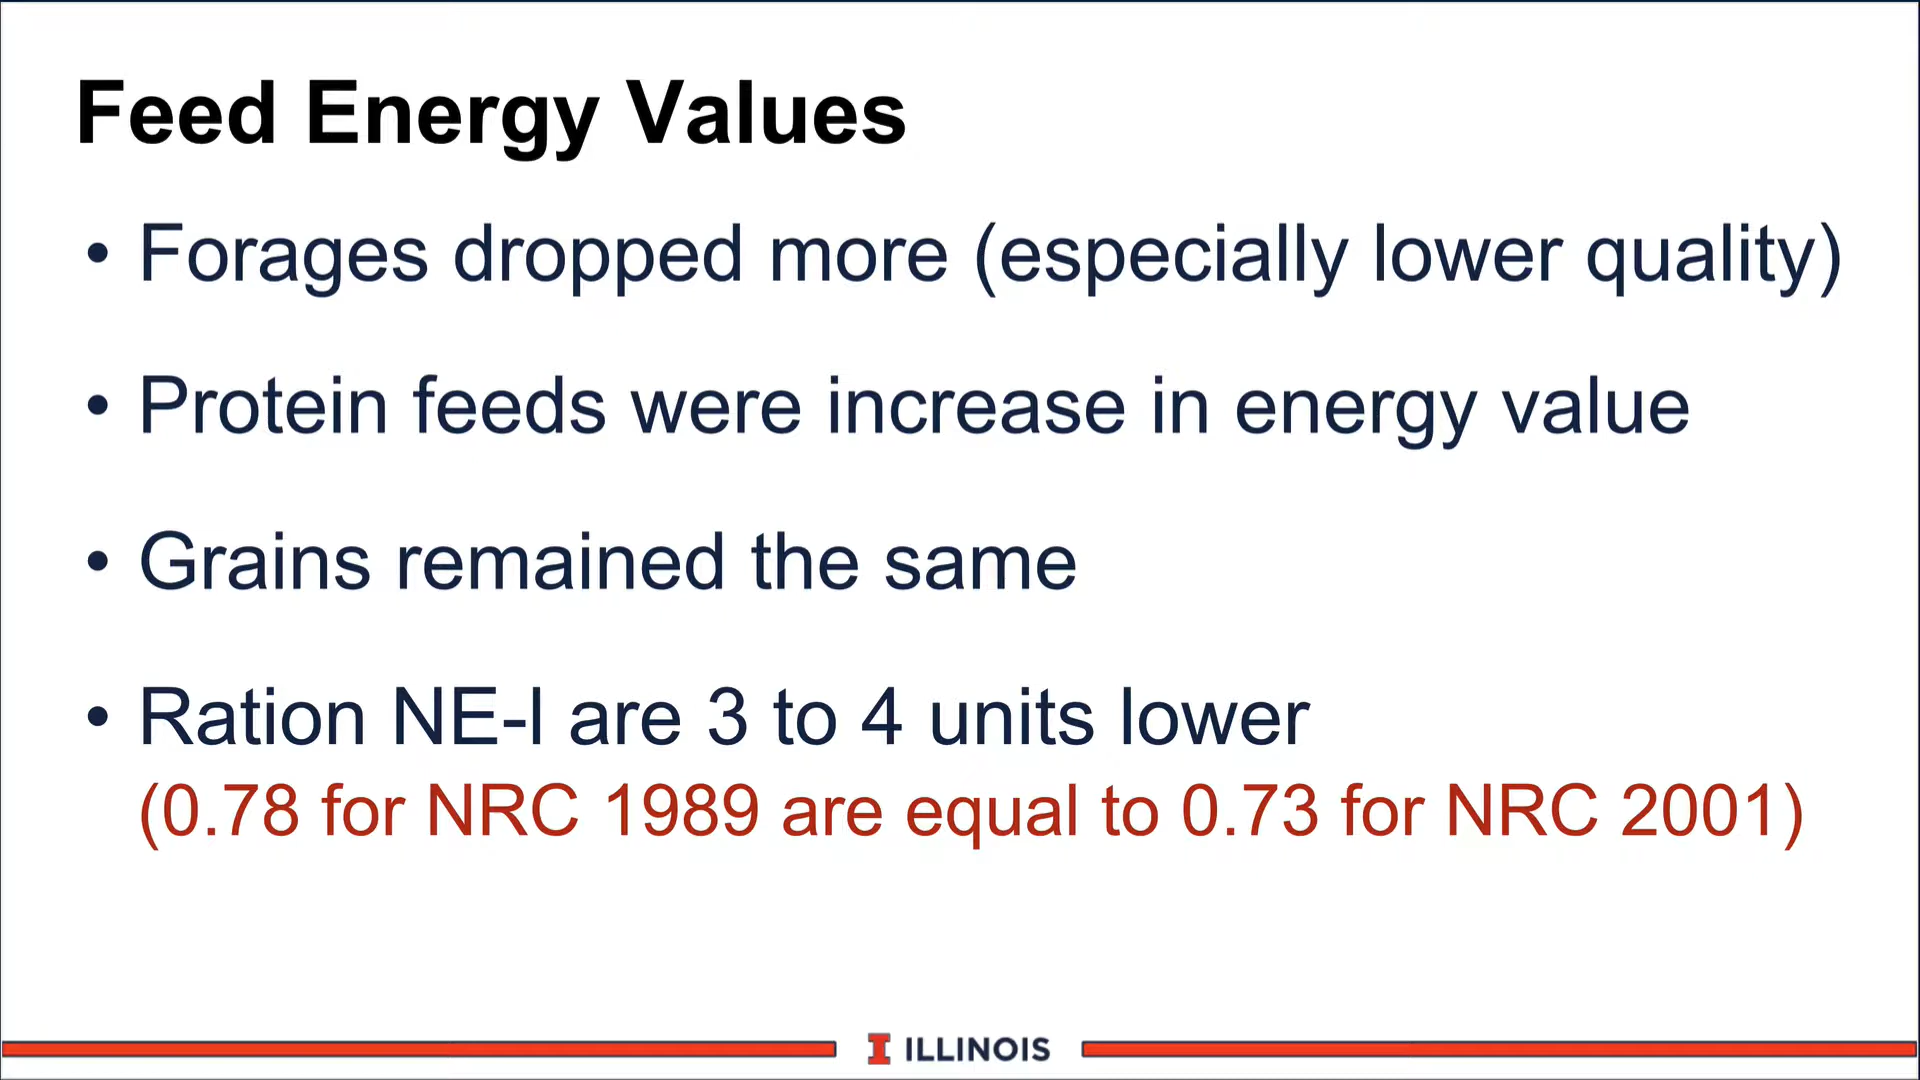 Feed Energy Values
• Forages dropped more (especially lower quality)
• Protein feeds were increase in energy value
• Grains remained the same
• Ration NE-l are 3 to 4 units lower
(0.78 for NRC 1989 are equal to 0.73 for NRC 2001)
I ILLINOIS